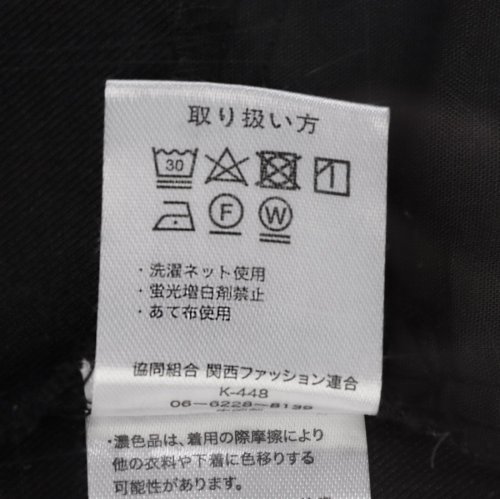 取り扱い方
30
F W
・洗濯ネット使用
・蛍光増白剤禁止
・あて布使用
協同組合 関西ファッション連合
K-448
06-6228-8139
・濃色品は、着用の際摩擦により
他の衣料や下着に色移りする
可能性があります。